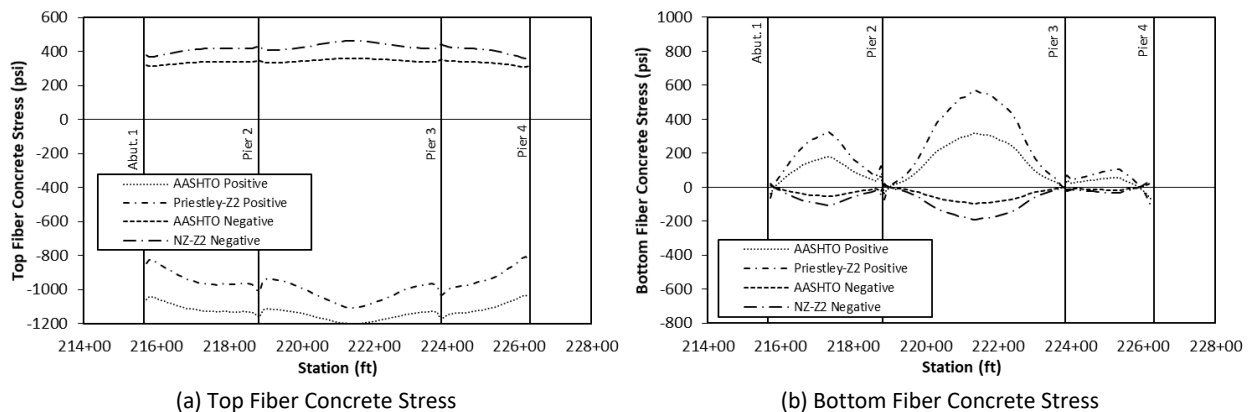 600
400
200
0
-200
-400
-600
-800
-1000
-1200
Top Fiber Concrete Stress (psi)
Abut. 1
Pier 2
Pier 3
Pier 4
AASHTO Positive
Priestley-Z2 Positive
AASHTO Negative
NZ-Z2 Negative
214+00 216+00 218+00 220+00 222+00 224+00 226+00 228+00
Station (ft)
(a) Top Fiber Concrete Stress
1000
800
600
400
200
0
-200
-400
-600
-800
Bottom Fiber Concrete Stress (psi)
Abut. 1
Pier 2
Pier 3
Pier 4
AASHTO Positive
Priestley-Z2 Positive
AASHTO Negative
NZ-Z2 Negative
214+00 216+00 218+00 220+00 222+00 224+00 226+00 228+00
Station (ft)
(b) Bottom Fiber Concrete Stress